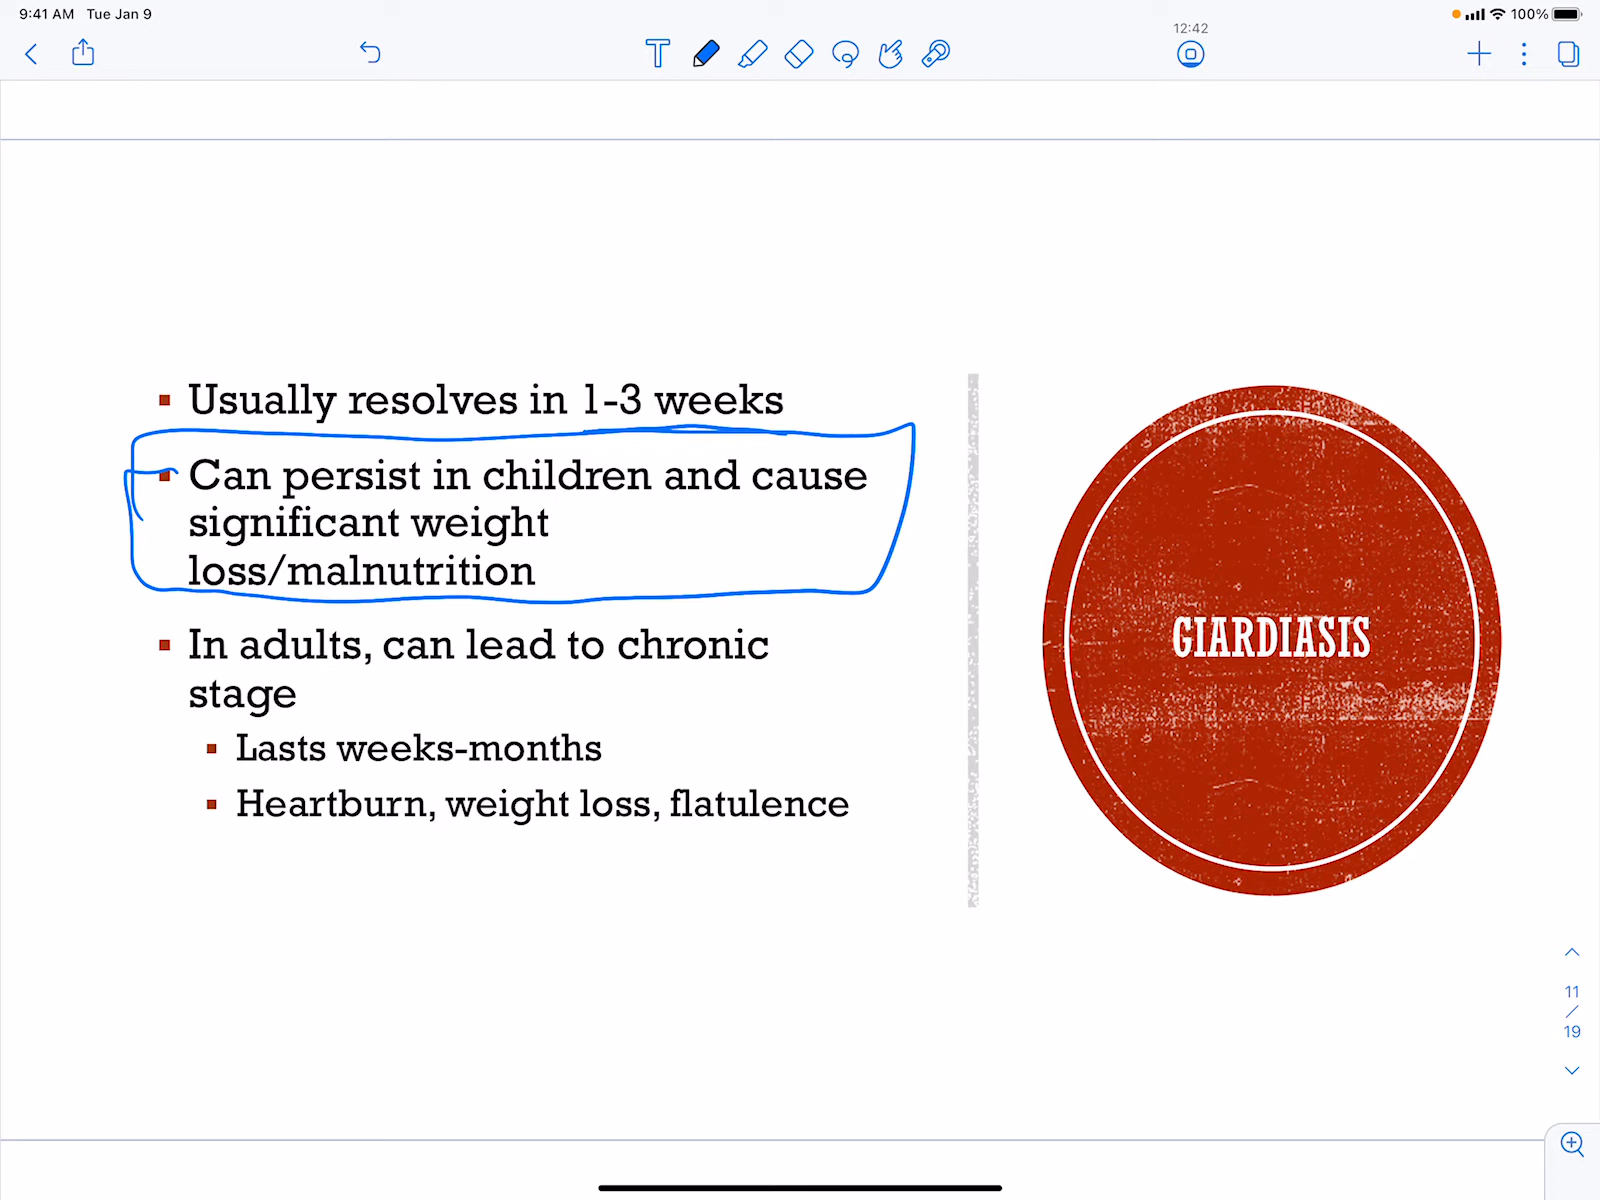 9:41 AM Tue Jan 9
100%
12:42
Usually resolves in 1-3 weeks
Can persist in children and cause
significant weight
loss/malnutrition
In adults, can lead to chronic
stage
Lasts weeks-months
Heartburn, weight loss, flatulence
GIARDIASIS
11
/
19